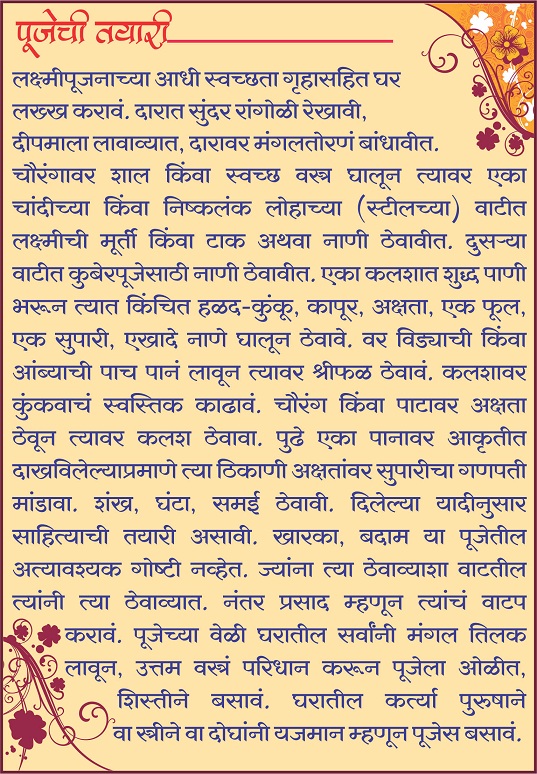 पूजेची तयारी
लक्ष्मीपूजनाच्या आधी स्वच्छता गृहासहित घर
लख्ख करावं. दारात सुंदर रांगोळी रेखावी,
दीपमाला लावाव्यात, दारावर मंगलतोरणं बांधावीत.
चौरंगावर शाल किंवा स्वच्छ वस्त्र घालून त्यावर एका
चांदीच्या किंवा निष्कलंक लोहाच्या (स्टीलच्या) वाटीत
लक्ष्मीची मूर्ती किंवा टाक अथवा नाणी ठेवावीत. दुसऱ्या
वाटीत कुबेरपूजेसाठी नाणी ठेवावीत. एका कलशात शुद्ध पाणी
भरून त्यात किंचित हळद-कुंकू, कापूर, अक्षता, एक फूल,
एक सुपारी, एखादे नाणे घालून ठेवावे. वर विड्याची किंवा
आंब्याची पाच पानं लावून त्यावर श्रीफळ ठेवावं. कलशावर
कुंकवाचं स्वस्तिक काढावं. चौरंग किंवा पाटावर अक्षता
ठेवून त्यावर कलश ठेवावा. पुढे एका पानावर आकृतीत
दाखविलेल्याप्रमाणे त्या ठिकाणी अक्षतांवर सुपारीचा गणपती
मांडावा. शंख, घंटा, समई ठेवावी. दिलेल्या यादीनुसार
साहित्याची तयारी असावी. खारका, बदाम या पूजेतील
अत्यावश्यक गोष्टी नव्हेत. ज्यांना त्या ठेवाव्याशा वाटतील
त्यांनी त्या ठेवाव्यात. नंतर प्रसाद म्हणून त्यांचं वाटप
करावं. पूजेच्या वेळी घरातील सर्वांनी मंगल तिलक
लावून, उत्तम वस्त्रं परिधान करून पूजेला ओळीत,
शिस्तीने बसावं. घरातील कर्त्या पुरुषाने
वा स्त्रीने वा दोघांनी यजमान म्हणून पूजेस बसावं.